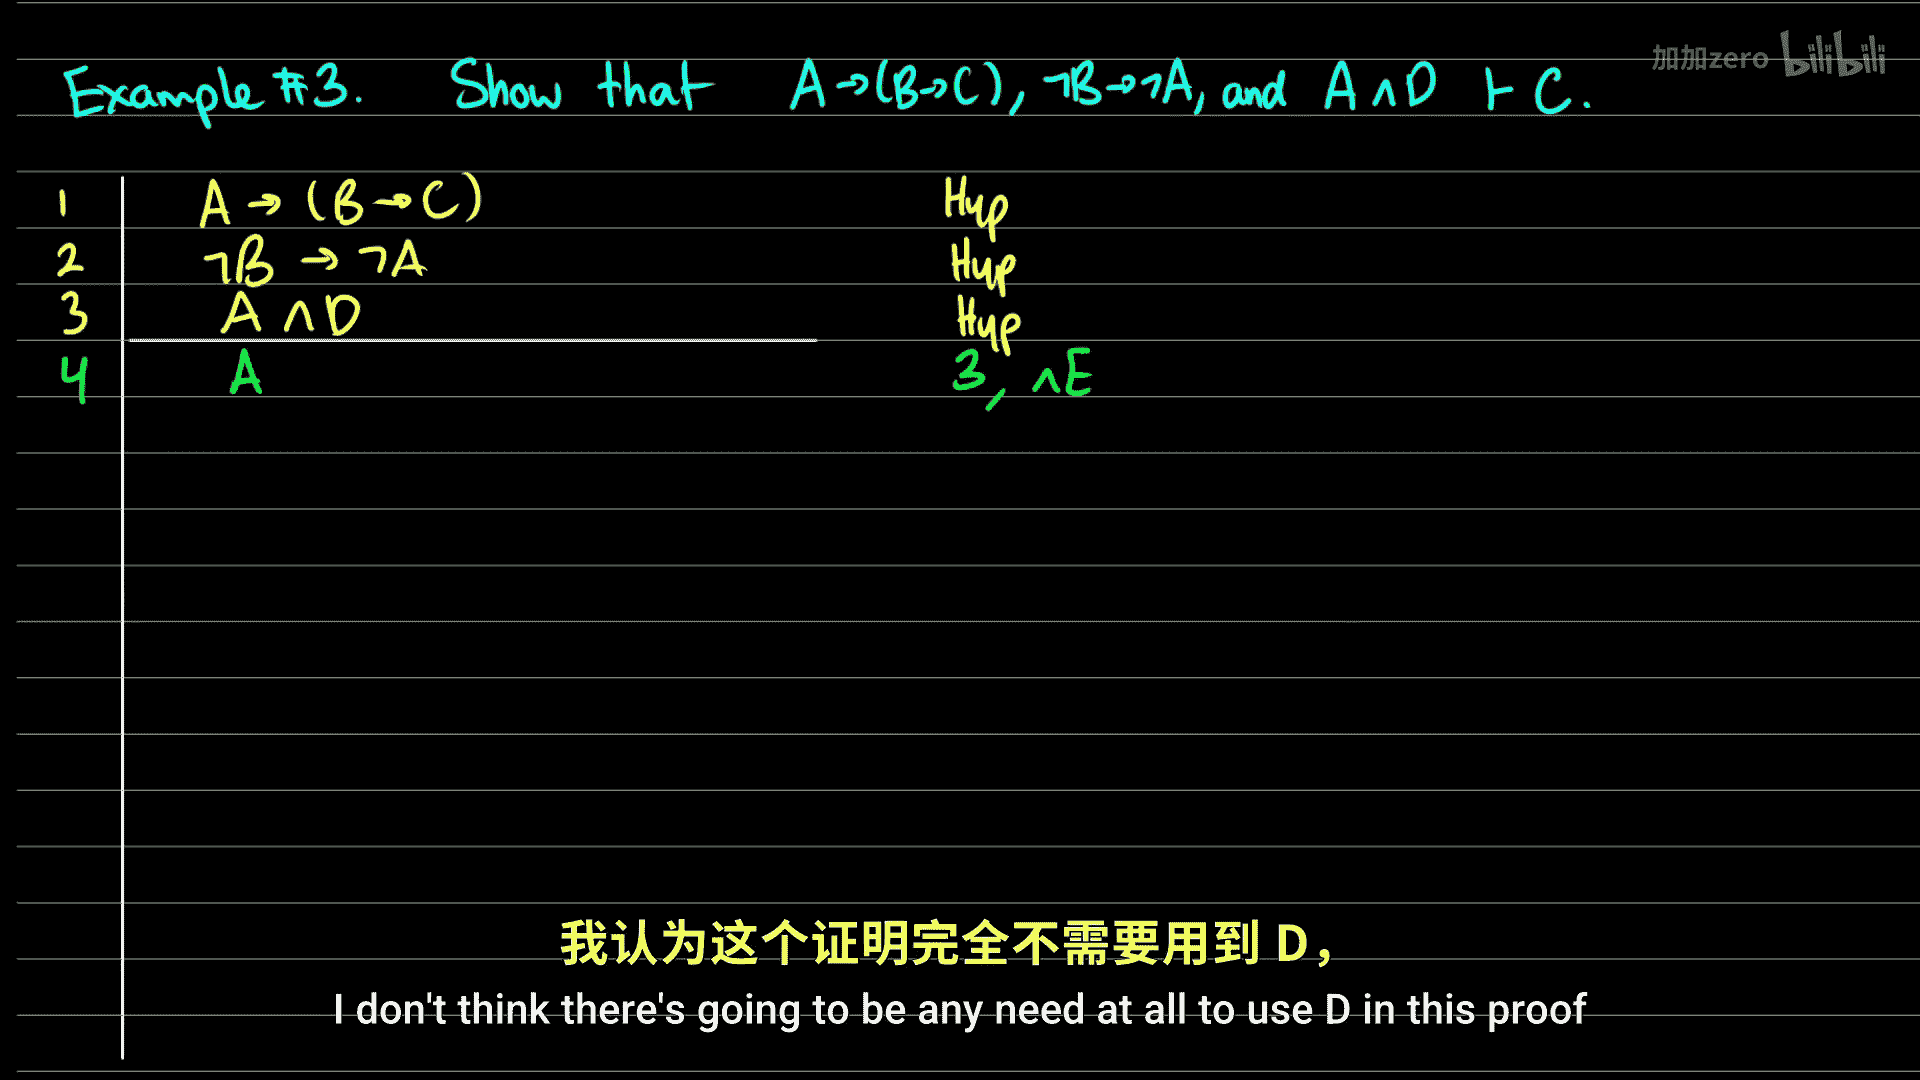 加加zero bilibili
Example #3. Show that A→(B→C), ¬B→¬A, and A∧D ⊢ C.
1 A→(B→C) Hyp
2 ¬B→¬A Hyp
3 A∧D Hyp
4 A 3, ∧E
我认为这个证明完全不需要用到 D，
I don't think there's going to be any need at all to use D in this proof